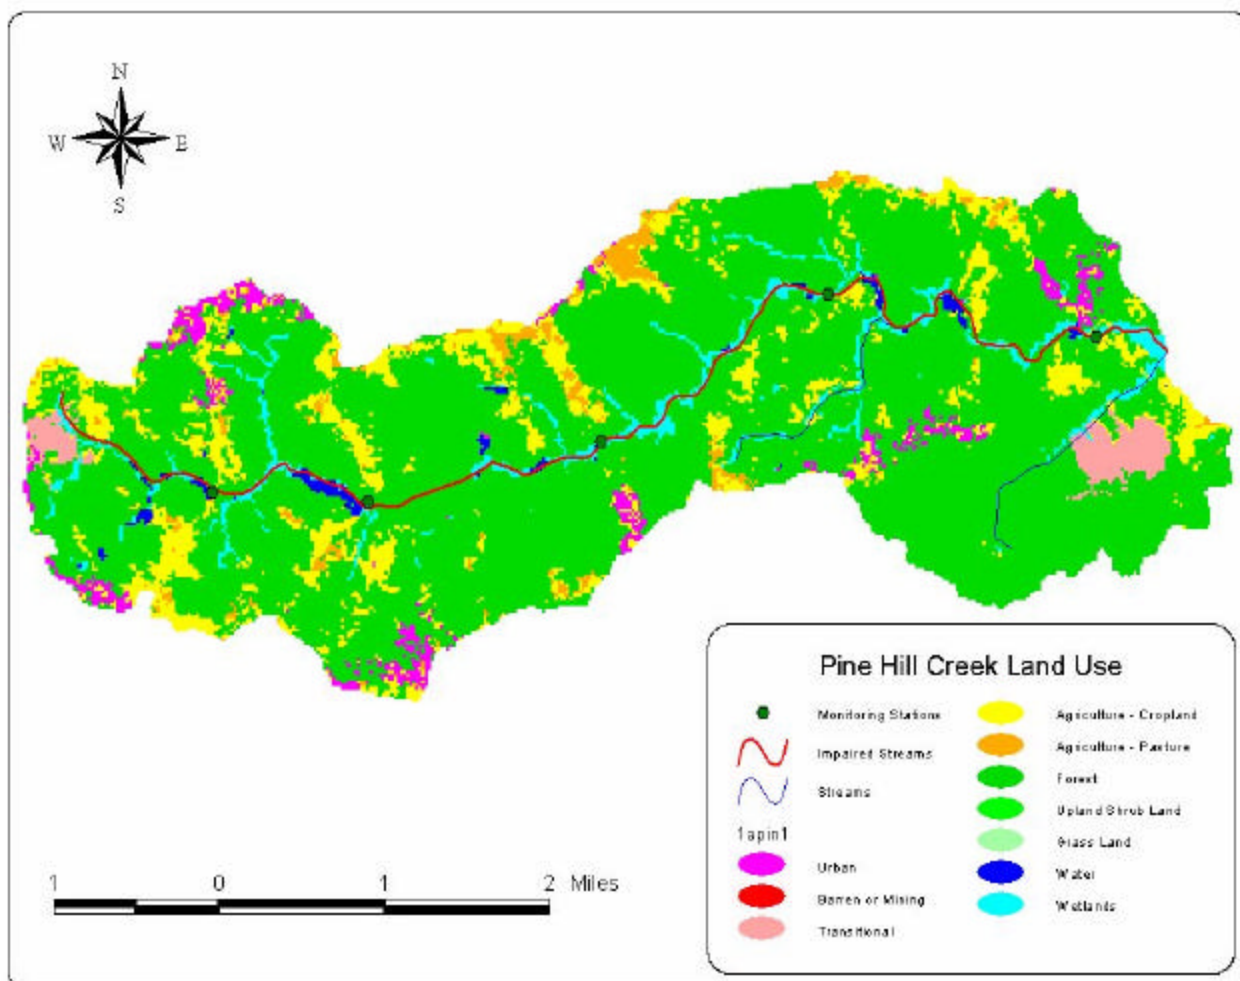 N
W E
S
Pine Hill Creek Land Use
Monitoring Stations
Impaired Streams
Streams
1apin1
Urban
Barren or Mining
Transitional
Agriculture - Cropland
Agriculture - Pasture
Forest
Upland Shrub Land
Grass Land
Water
Wetlands
1 0 1 2 Miles